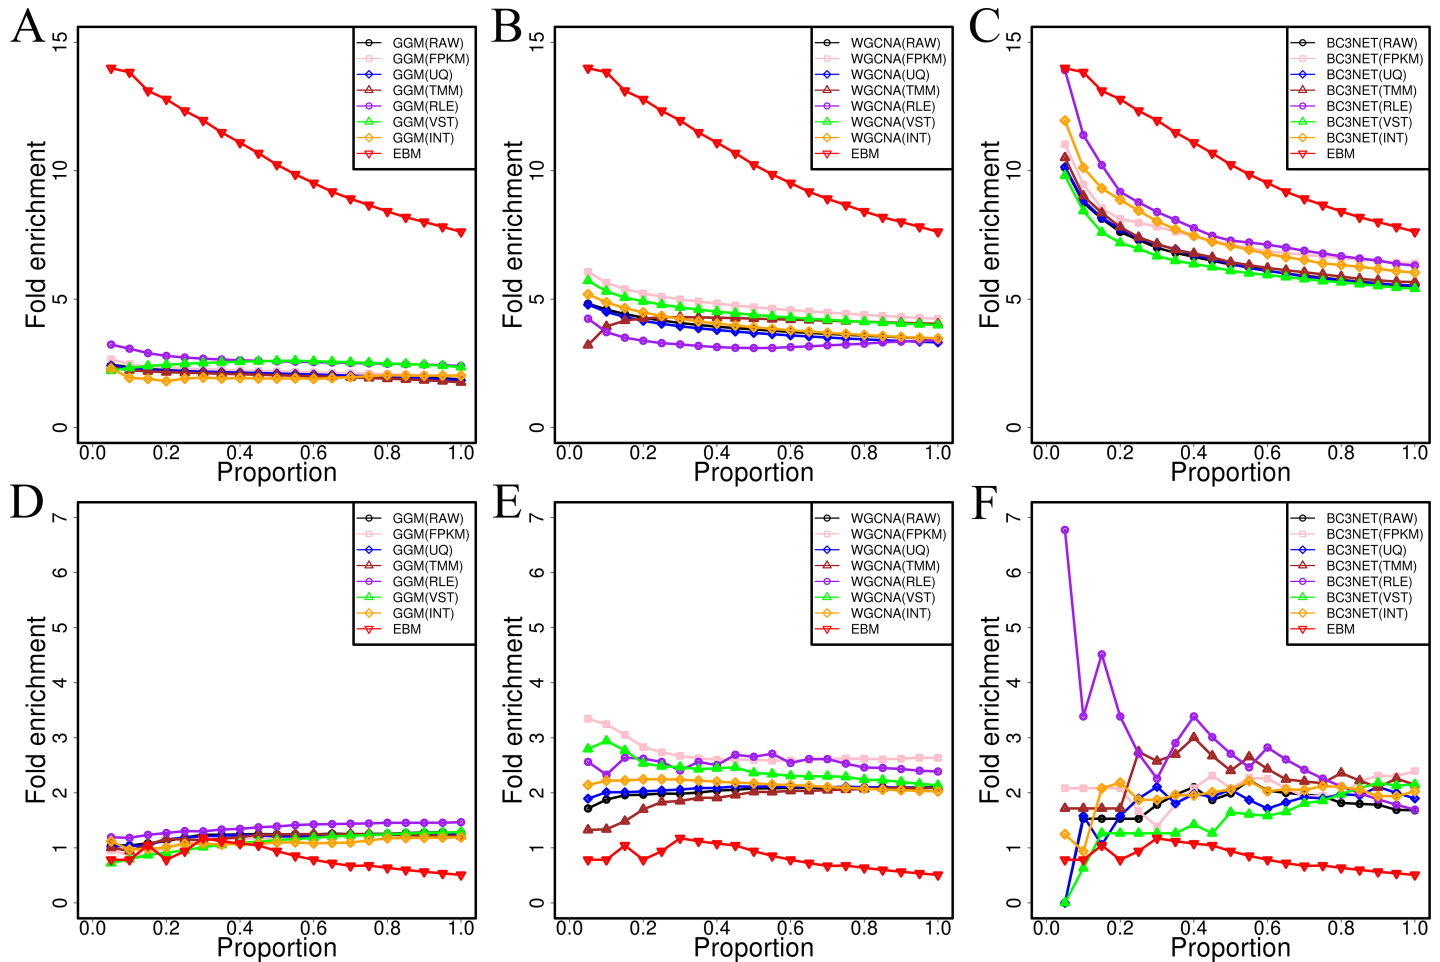 A
Fold enrichment
15
10
5
0
GGM(RAW)
GGM(FPKM)
GGM(UQ)
GGM(TMM)
GGM(RLE)
GGM(VST)
GGM(INT)
EBM
0.0 0.2 0.4 0.6 0.8 1.0
Proportion
B
Fold enrichment
15
10
5
0
WGCNA(RAW)
WGCNA(FPKM)
WGCNA(UQ)
WGCNA(TMM)
WGCNA(RLE)
WGCNA(VST)
WGCNA(INT)
EBM
0.0 0.2 0.4 0.6 0.8 1.0
Proportion
C
Fold enrichment
15
10
5
0
BC3NET(RAW)
BC3NET(FPKM)
BC3NET(UQ)
BC3NET(TMM)
BC3NET(RLE)
BC3NET(VST)
BC3NET(INT)
EBM
0.0 0.2 0.4 0.6 0.8 1.0
Proportion
D
Fold enrichment
7
6
5
4
3
2
1
0
GGM(RAW)
GGM(FPKM)
GGM(UQ)
GGM(TMM)
GGM(RLE)
GGM(VST)
GGM(INT)
EBM
0.0 0.2 0.4 0.6 0.8 1.0
Proportion
E
Fold enrichment
7
6
5
4
3
2
1
0
WGCNA(RAW)
WGCNA(FPKM)
WGCNA(UQ)
WGCNA(TMM)
WGCNA(RLE)
WGCNA(VST)
WGCNA(INT)
EBM
0.0 0.2 0.4 0.6 0.8 1.0
Proportion
F
Fold enrichment
7
6
5
4
3
2
1
0
BC3NET(RAW)
BC3NET(FPKM)
BC3NET(UQ)
BC3NET(TMM)
BC3NET(RLE)
BC3NET(VST)
BC3NET(INT)
EBM
0.0 0.2 0.4 0.6 0.8 1.0
Proportion